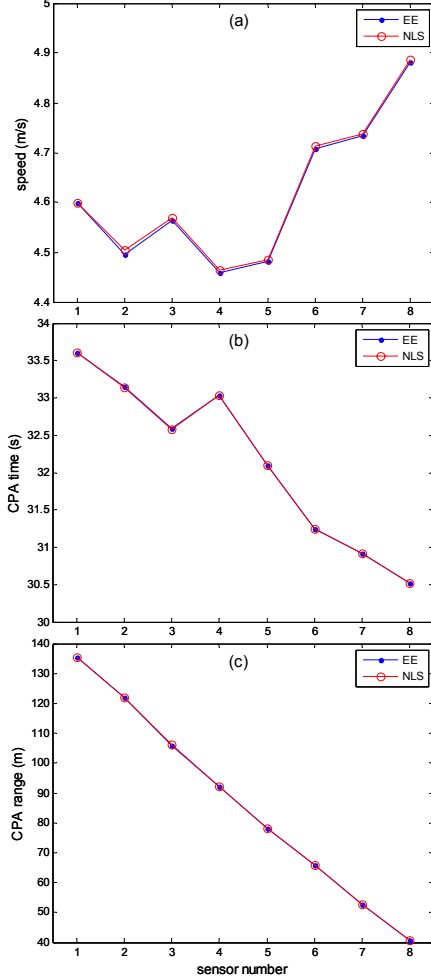 (a)
EE
NLS
speed (m/s)
5
4.9
4.8
4.7
4.6
4.5
4.4
1 2 3 4 5 6 7 8
(b)
EE
NLS
CPA time (s)
34
33.5
33
32.5
32
31.5
31
30.5
30
1 2 3 4 5 6 7 8
(c)
EE
NLS
CPA range (m)
140
130
120
110
100
90
80
70
60
50
40
1 2 3 4 5 6 7 8
sensor number